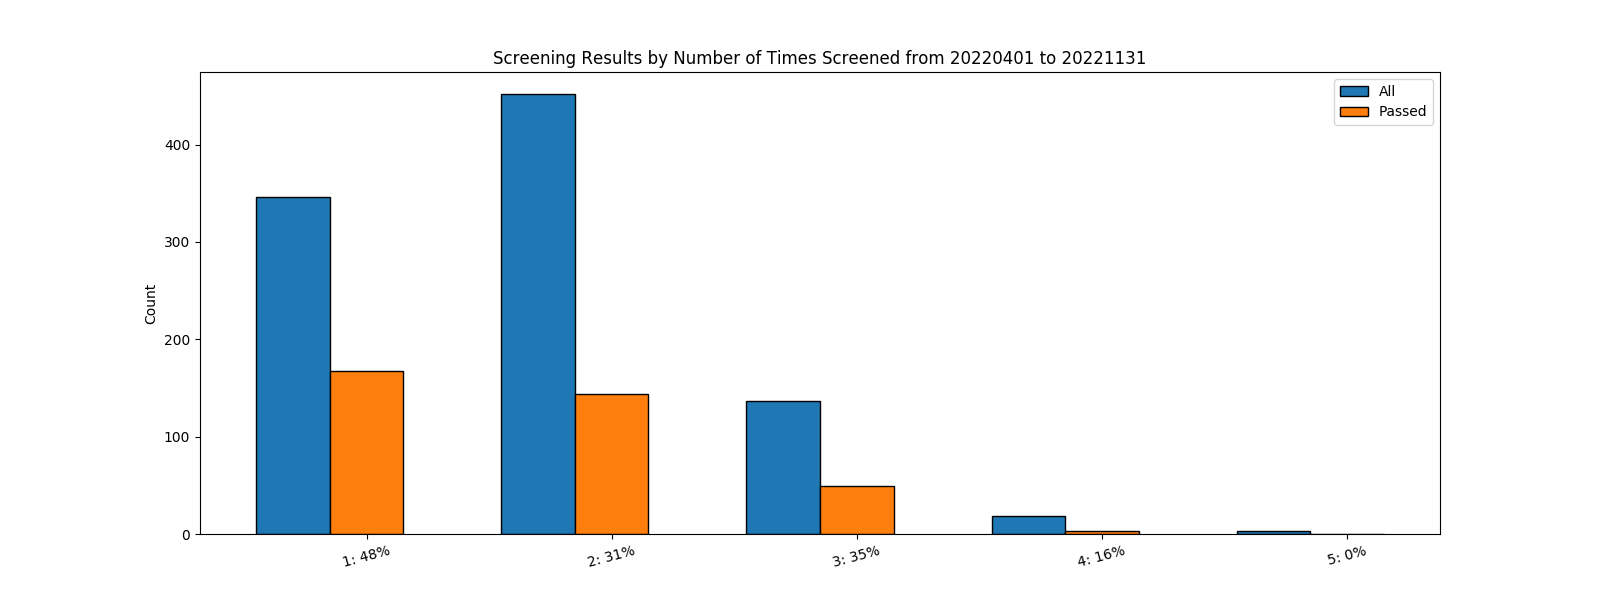 Screening Results by Number of Times Screened from 20220401 to 20221131
All
Passed
400
300
200
100
0
Count
1: 48%
2: 31%
3: 35%
4: 16%
5: 0%